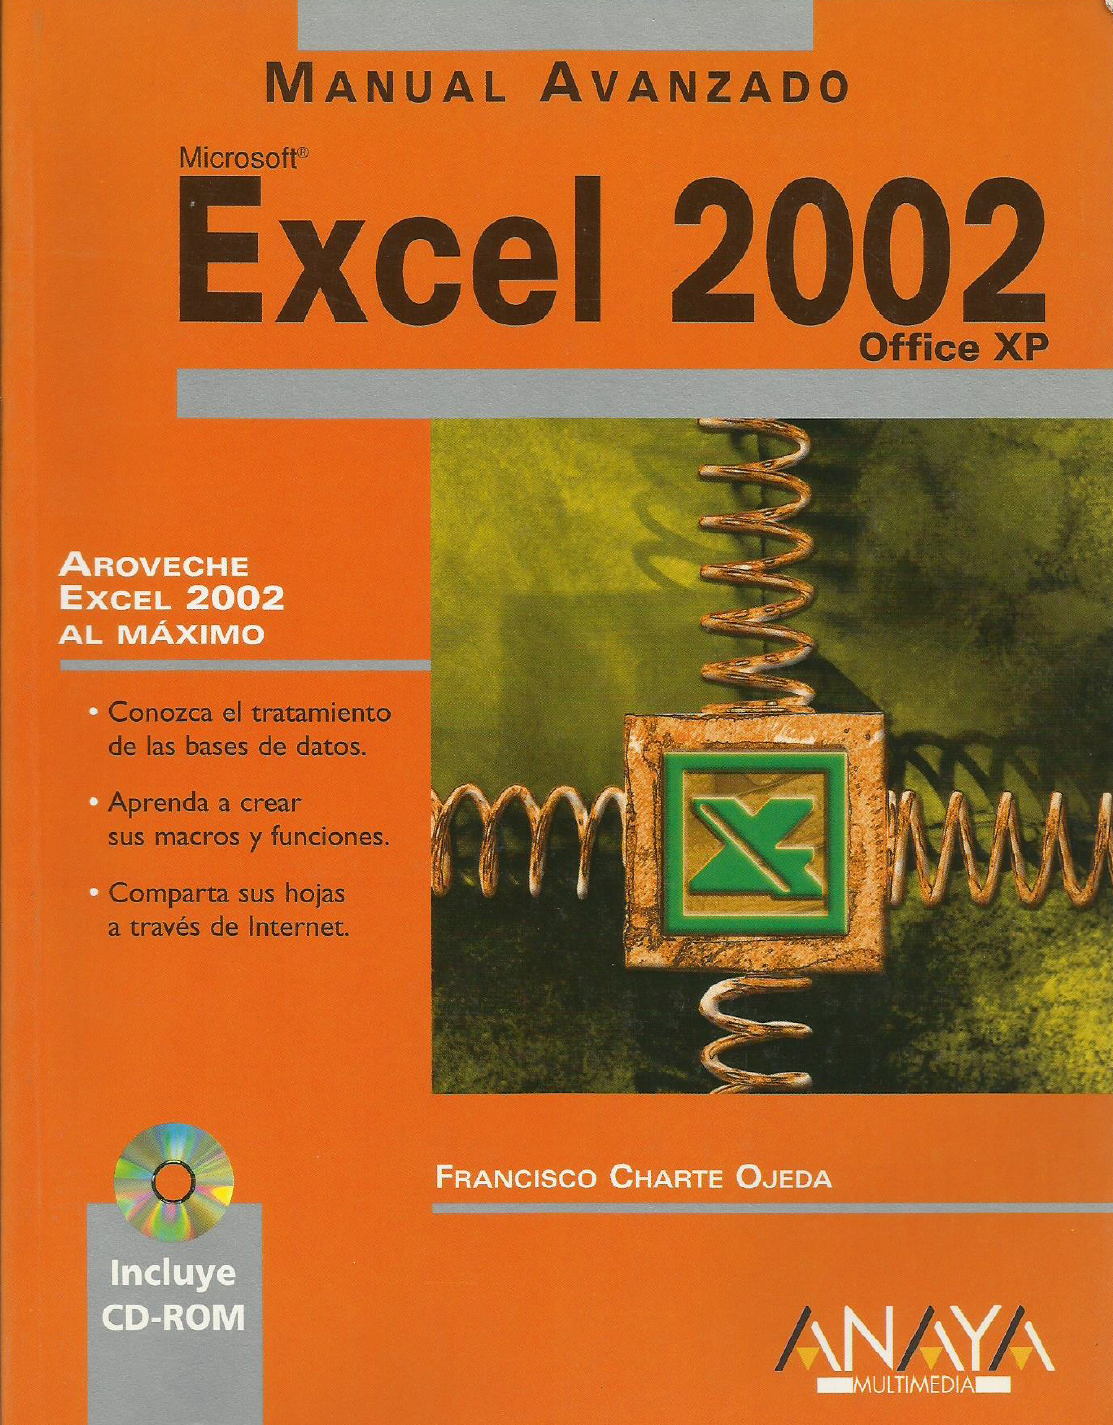 MANUAL AVANZADO
Microsoft®
Excel 2002
Office XP
AROVECHE
EXCEL 2002
AL MÁXIMO
• Conozca el tratamiento
de las bases de datos.
• Aprenda a crear
sus macros y funciones.
• Comparta sus hojas
a través de Internet.
FRANCISCO CHARTE OJEDA
Incluye
CD-ROM
ANAYA
MULTIMEDIA